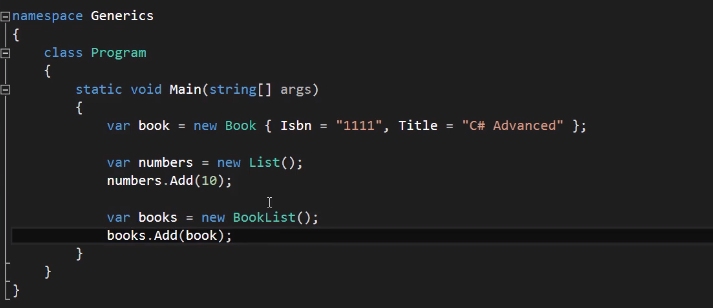 namespace Generics
{
    class Program
    {
        static void Main(string[] args)
        {
            var book = new Book { Isbn = "1111", Title = "C# Advanced" };

            var numbers = new List();
            numbers.Add(10);

            var books = new BookList();
            books.Add(book);
        }
    }
}